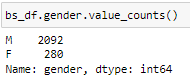 bs_df.gender.value_counts()
M    2092
F     280
Name: gender, dtype: int64